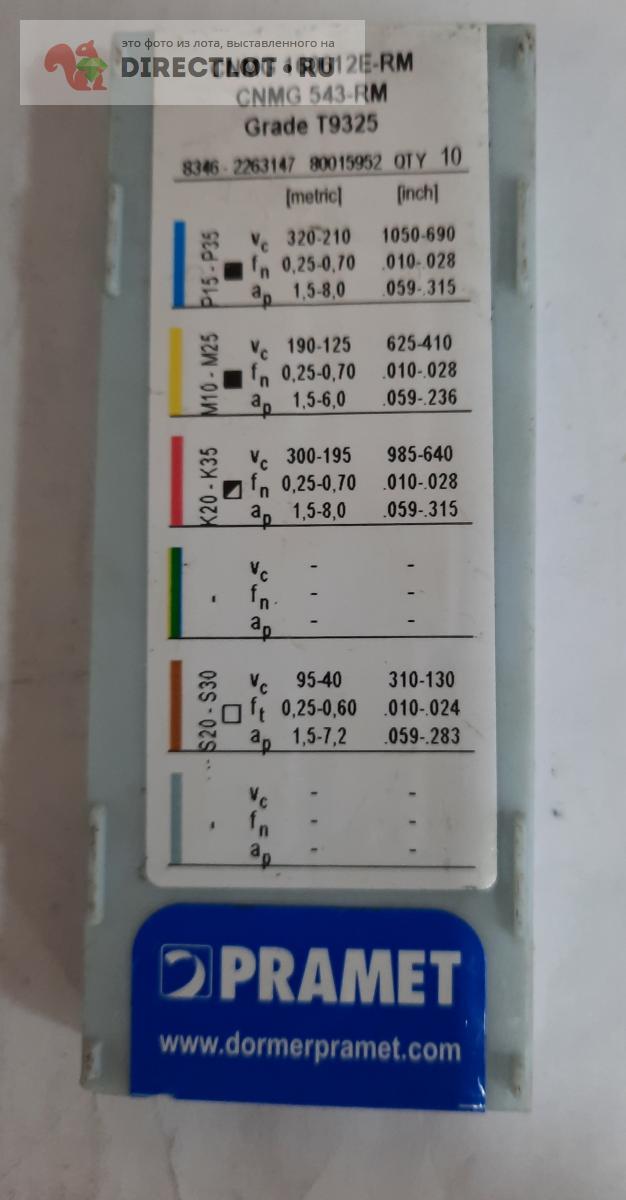 это фото из лота, выставленного на
DIRECTLOT.RU
12E-RM
CNMG 543-RM
Grade T9325
8346 - 2263147 80015952 QTY 10
[metric] [inch]
P15 - P35
vc 320-210 1050-690
fn 0,25-0,70 .010-.028
ap 1,5-8,0 .059-.315
M10 - M25
vc 190-125 625-410
fn 0,25-0,70 .010-.028
ap 1,5-6,0 .059-.236
K20 - K35
vc 300-195 985-640
fn 0,25-0,70 .010-.028
ap 1,5-8,0 .059-.315
vc - -
- fn - -
ap - -
S20 - S30
vc 95-40 310-130
ft 0,25-0,60 .010-.024
ap 1,5-7,2 .059-.283
vc - -
- fn - -
ap - -
PRAMET
www.dormerpramet.com